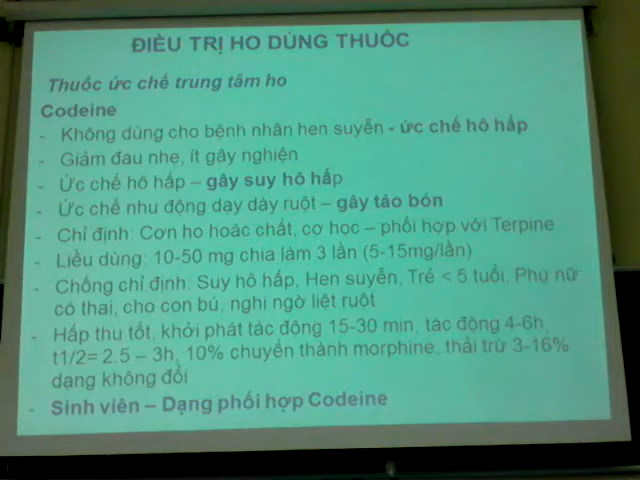 ĐIỀU TRỊ HO DÙNG THUỐC
Thuốc ức chế trung tâm ho
Codeine
- Không dùng cho bệnh nhân hen suyễn - ức chế hô hấp
- Giảm đau nhẹ, ít gây nghiện
- Ức chế hô hấp – gây suy hô hấp
- Ức chế nhu động dạy dày ruột – gây táo bón
- Chỉ định: Cơn ho hoác chất, cơ học – phối hợp với Terpine
- Liều dùng: 10-50 mg chia làm 3 lần (5-15mg/lần)
- Chống chỉ định: Suy hô hấp, Hen suyễn, Trẻ < 5 tuổi, Phụ nữ
có thai, cho con bú, nghi ngờ liệt ruột
- Hấp thu tốt, khởi phát tác động 15-30 min, tác động 4-6h,
t1/2= 2.5 – 3h, 10% chuyển thành morphine, thải trừ 3-16%
dạng không đổi
- Sinh viên – Dạng phối hợp Codeine